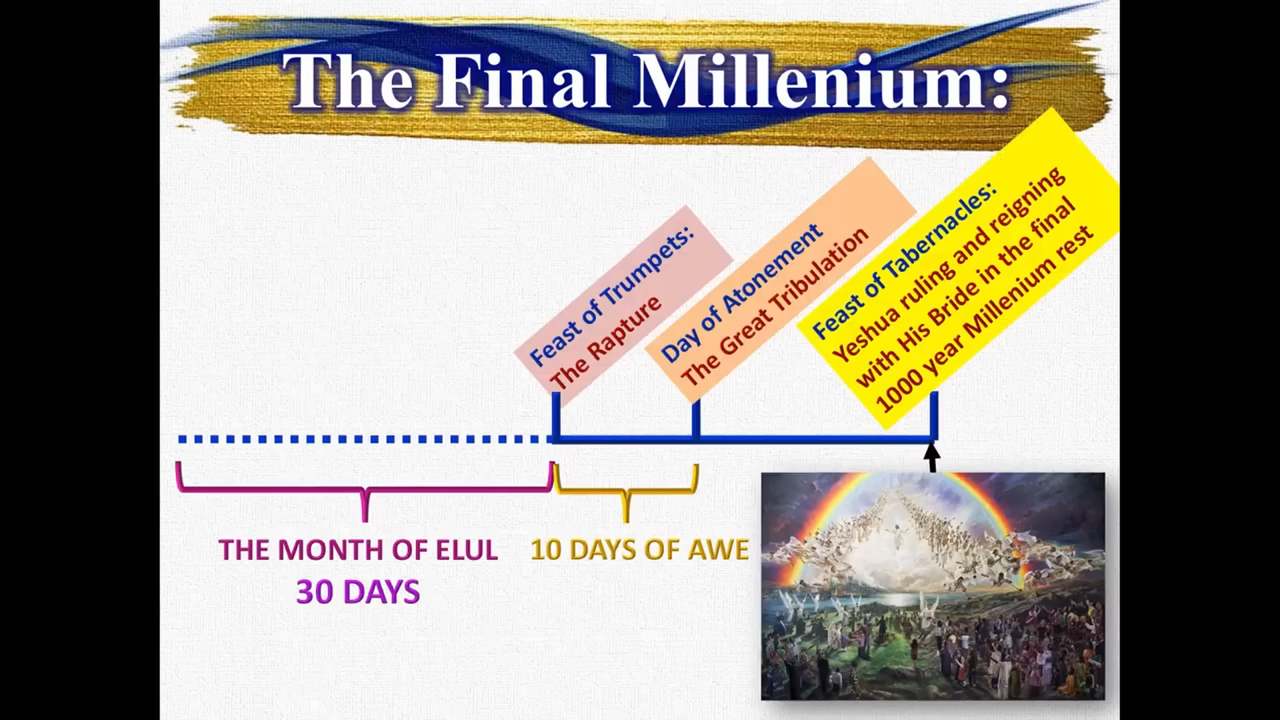 The Final Millenium:
Feast of Trumpets:
The Rapture
Day of Atonement
The Great Tribulation
Feast of Tabernacles:
Yeshua ruling and reigning
with His Bride in the final
1000 year Millenium rest
THE MONTH OF ELUL
30 DAYS
10 DAYS OF AWE